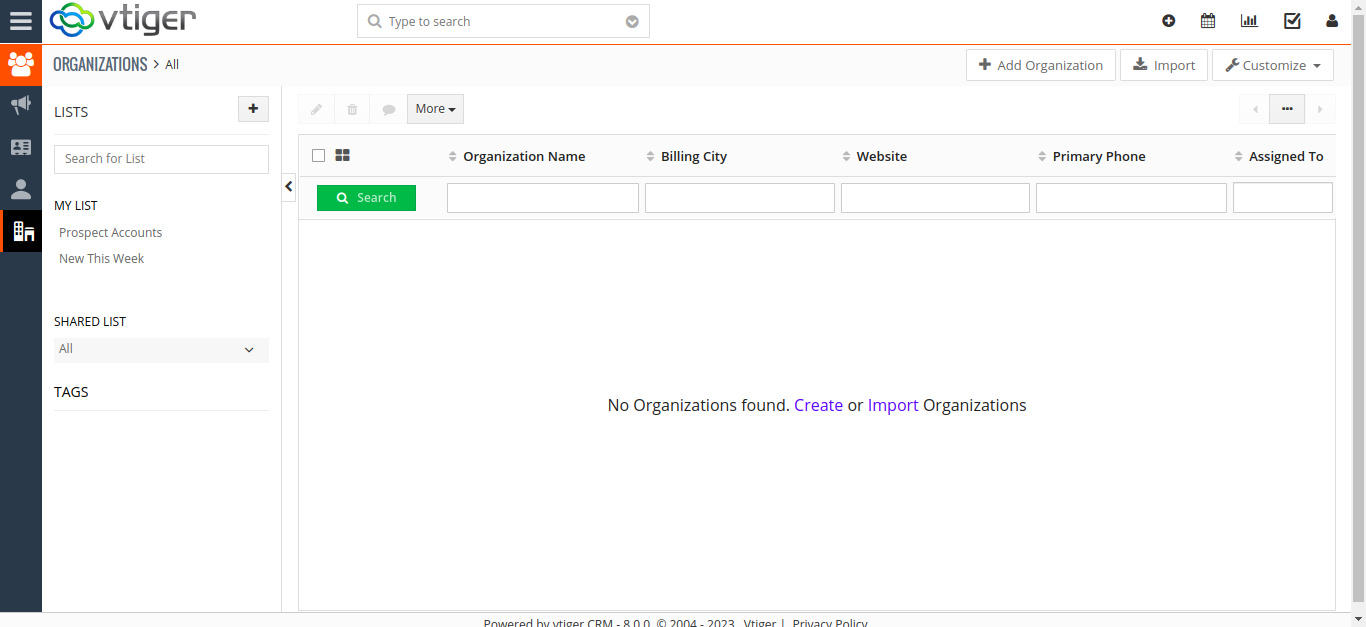 vtiger
Type to search
ORGANIZATIONS > All
Add Organization
Import
Customize
LISTS
Search for List
MY LIST
Prospect Accounts
New This Week
SHARED LIST
All
TAGS
More
Organization Name Billing City Website Primary Phone Assigned To
Search
No Organizations found. Create or Import Organizations
Powered by vtiger CRM - 8.0.0 © 2004 - 2023 Vtiger | Privacy Policy